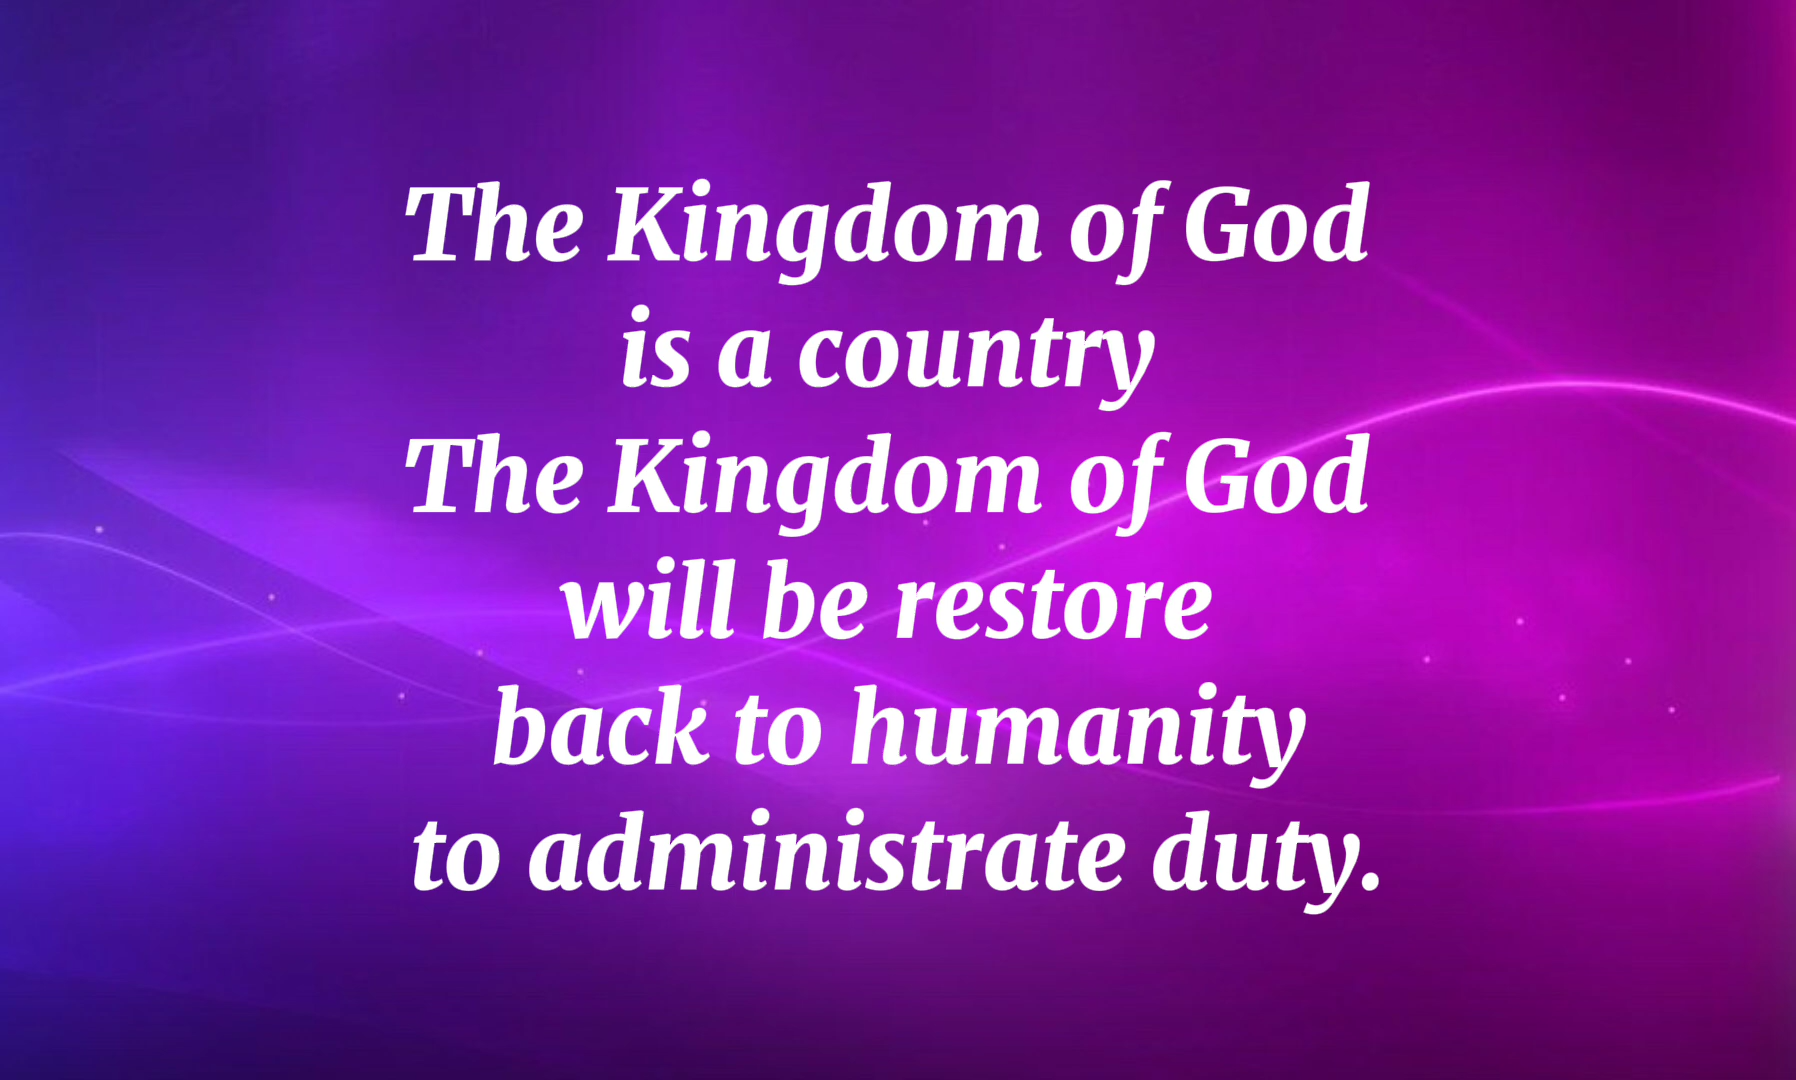 The Kingdom of God
is a country
The Kingdom of God
will be restore
back to humanity
to administrate duty.